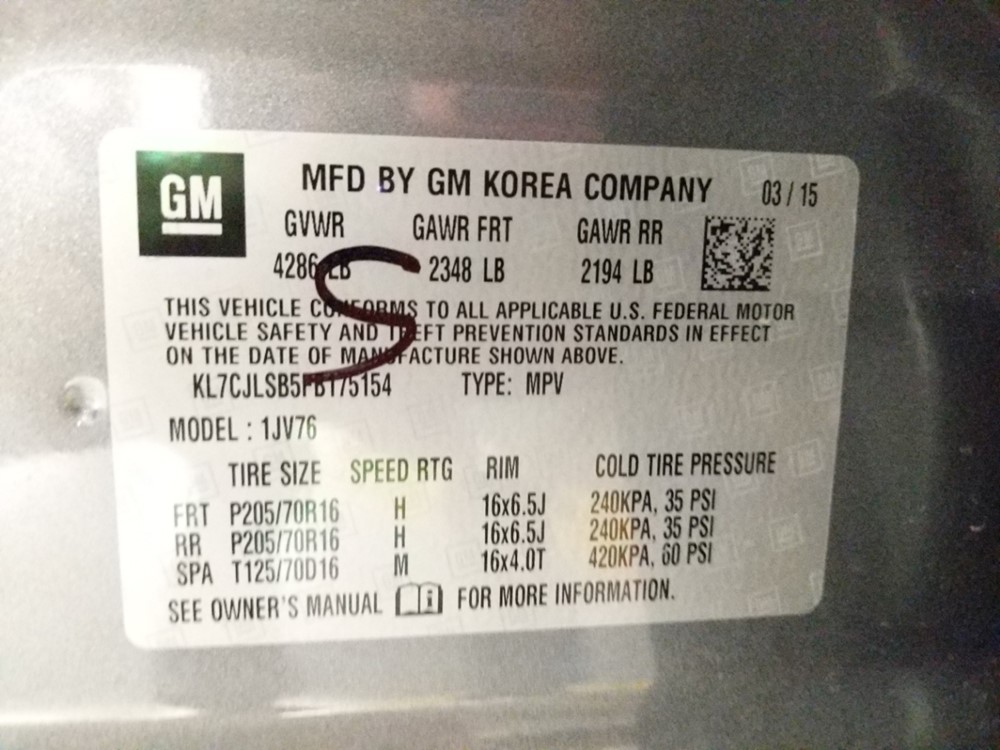 GM
MFD BY GM KOREA COMPANY 03 / 15
GVWR GAWR FRT GAWR RR
4286 LB 2348 LB 2194 LB
THIS VEHICLE CONFORMS TO ALL APPLICABLE U.S. FEDERAL MOTOR
VEHICLE SAFETY AND THEFT PREVENTION STANDARDS IN EFFECT
ON THE DATE OF MANUFACTURE SHOWN ABOVE.
KL7CJLSB5FB175154 TYPE: MPV
MODEL : 1JV76
TIRE SIZE SPEED RTG RIM COLD TIRE PRESSURE
FRT P205/70R16 H 16x6.5J 240KPA, 35 PSI
RR P205/70R16 H 16x6.5J 240KPA, 35 PSI
SPA T125/70D16 M 16x4.0T 420KPA, 60 PSI
SEE OWNER'S MANUAL FOR MORE INFORMATION.